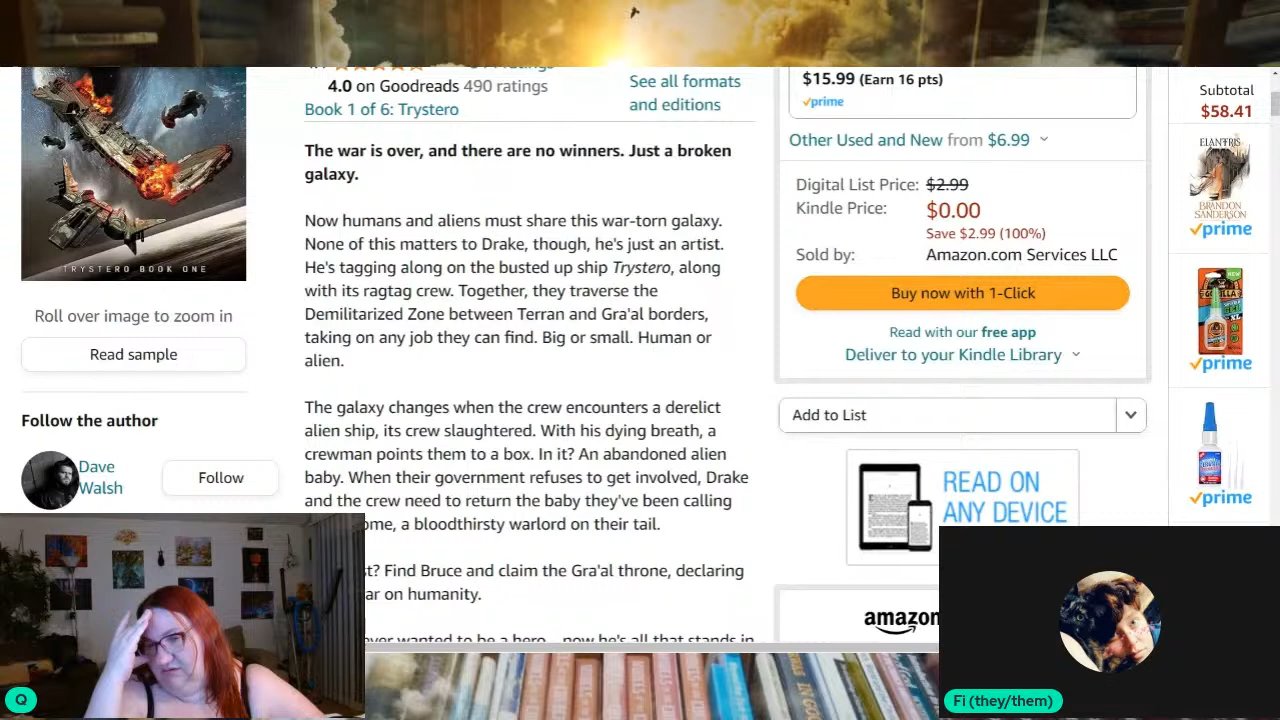 4.0 on Goodreads 490 ratings
Book 1 of 6: Trystero
See all formats
and editions
The war is over, and there are no winners. Just a broken
galaxy.
Now humans and aliens must share this war-torn galaxy.
None of this matters to Drake, though, he's just an artist.
He's tagging along on the busted up ship Trystero, along
with its ragtag crew. Together, they traverse the
Demilitarized Zone between Terran and Gra'al borders,
taking on any job they can find. Big or small. Human or
alien.
The galaxy changes when the crew encounters a derelict
alien ship, its crew slaughtered. With his dying breath, a
crewman points them to a box. In it? An abandoned alien
baby. When their government refuses to get involved, Drake
and the crew need to return the baby they've been calling
ome, a bloodthirsty warlord on their tail.
t? Find Bruce and claim the Gra'al throne, declaring
ar on humanity.
ever wanted to be a hero...now he's all that stands in
TRYSTERO BOOK ONE
Roll over image to zoom in
Read sample
Follow the author
Dave
Walsh
Follow
$15.99 (Earn 16 pts)
prime
Other Used and New from $6.99
Digital List Price: $2.99
Kindle Price: $0.00
Save $2.99 (100%)
Sold by: Amazon.com Services LLC
Buy now with 1-Click
Read with our free app
Deliver to your Kindle Library
Add to List
READ ON
ANY DEVICE
amazon
Subtotal
$58.41
ELANTRIS
BRANDON
SANDERSON
prime
GORILLA
prime
prime
Q
Fi (they/them)